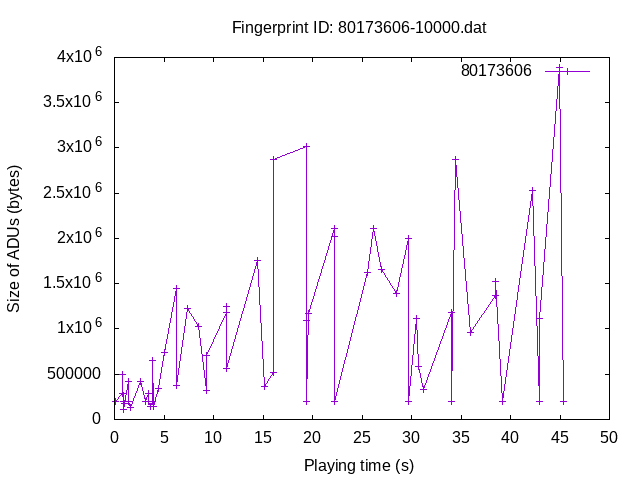 Fingerprint ID: 80173606-10000.dat
4x10^6
80173606
3.5x10^6
3x10^6
2.5x10^6
2x10^6
1.5x10^6
1x10^6
500000
0
Size of ADUs (bytes)
0 5 10 15 20 25 30 35 40 45 50
Playing time (s)